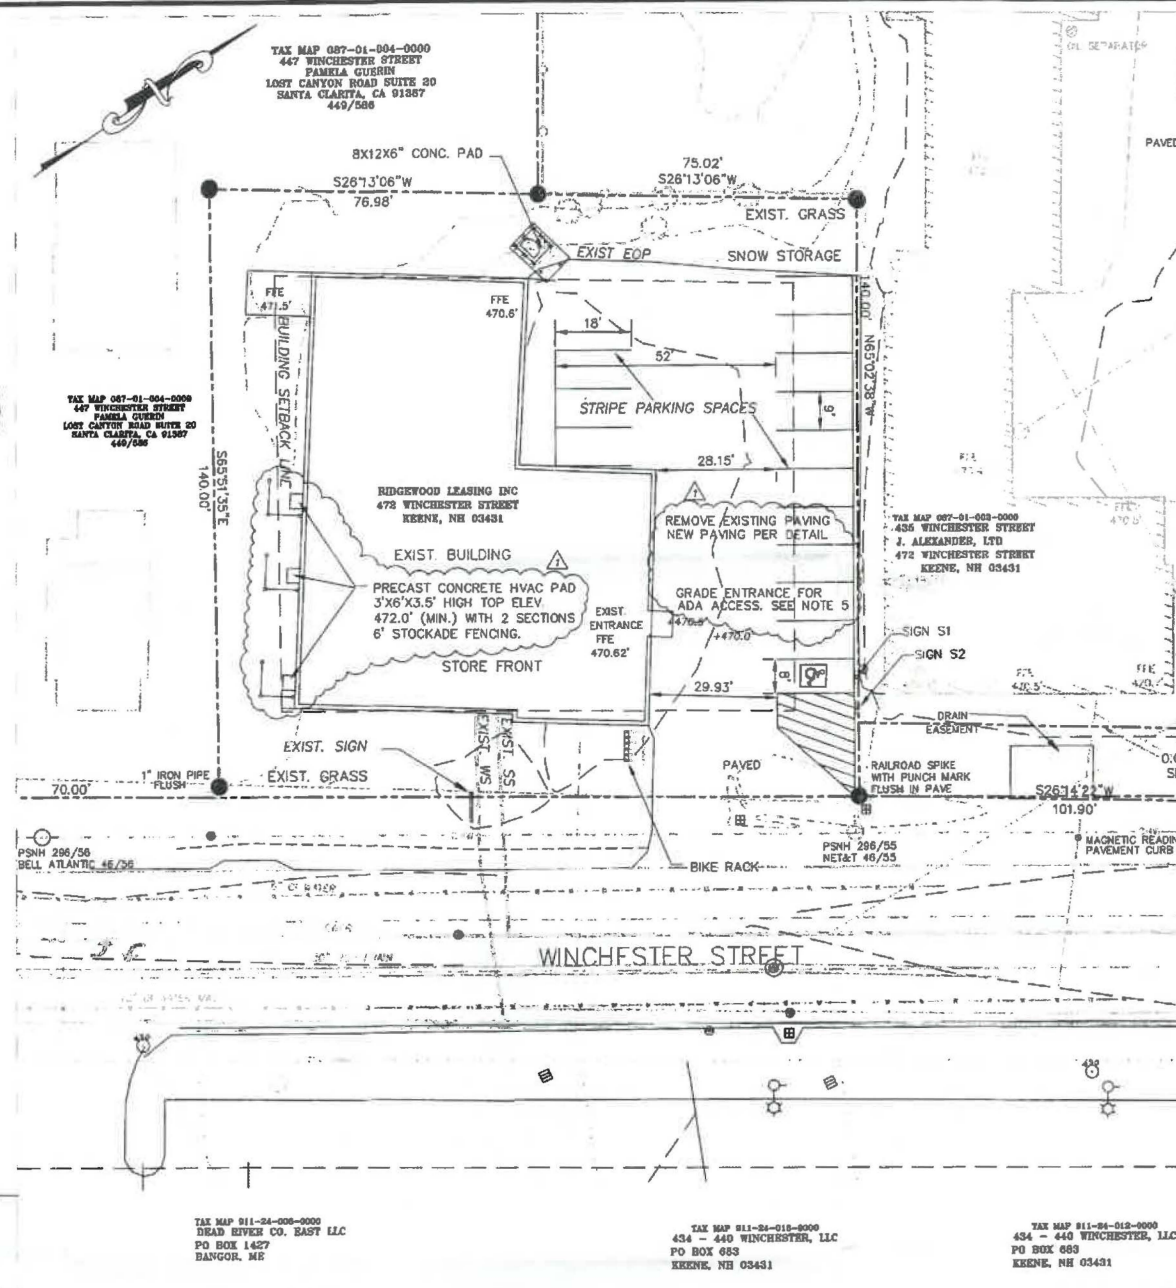 TAX MAP 087-01-004-0000
447 WINCHESTER STREET
PAMELA GUERIN
LOST CANYON ROAD SUITE 20
SANTA CLARITA, CA 91387
449/586
OIL SEPARATOR
PAVED
8X12X6" CONC. PAD
S26°13'06"W
76.98'
75.02'
S26°13'06"W
EXIST. GRASS
EXIST EOP
SNOW STORAGE
FFE
471.5'
FFE
470.6'
140.00'
N65°02'38"W
18'
52'
9'
BUILDING SETBACK LINE
STRIPE PARKING SPACES
TAX MAP 087-01-004-0000
447 WINCHESTER STREET
PAMELA GUERIN
LOST CANYON ROAD SUITE 20
SANTA CLARITA, CA 91387
449/586
S65°51'35"E
140.00'
28.15'
RIDGEWOOD LEASING INC
472 WINCHESTER STREET
KEENE, NH 03431
1
REMOVE EXISTING PAVING
NEW PAVING PER DETAIL
TAX MAP 087-01-002-0000
435 WINCHESTER STREET
J. ALEXANDER, LTD
472 WINCHESTER STREET
KEENE, NH 03431
FFE
470.5'
EXIST. BUILDING
1
PRECAST CONCRETE HVAC PAD
3'X6'X3.5' HIGH TOP ELEV.
472.0' (MIN.) WITH 2 SECTIONS
6' STOCKADE FENCING.
GRADE ENTRANCE FOR
ADA ACCESS. SEE NOTE 5
EXIST.
ENTRANCE
FFE
470.62'
+470.5'
+470.0'
STORE FRONT
SIGN S1
SIGN S2
8'
29.93'
FFE
470.5'
FFE
DRAIN
EASEMENT
EXIST. SIGN
EXIST WS
EXIST SS
1" IRON PIPE
FLUSH
EXIST. GRASS
PAVED
RAILROAD SPIKE
WITH PUNCH MARK
FLUSH IN PAVE
70.00'
S26°14'22"W
101.90'
PSNH 296/56
BELL ATLANTIC 46/56
PSNH 296/55
NET&T 46/55
MAGNETIC READIN
PAVEMENT CURB
BIKE RACK
WINCHESTER STREET
TAX MAP 911-24-006-0000
DEAD RIVER CO. EAST LLC
PO BOX 1427
BANGOR, ME
TAX MAP 911-24-018-0000
434 - 440 WINCHESTER, LLC
PO BOX 683
KEENE, NH 03431
TAX MAP 911-24-012-0000
434 - 440 WINCHESTER, LLC
PO BOX 683
KEENE, NH 03431